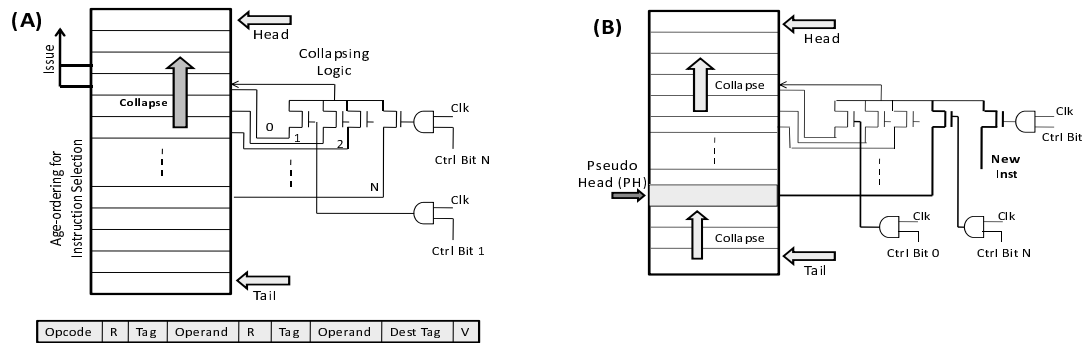 (A)
Head
Issue
Collapse
Collapsing
Logic
0
1
2
N
Clk
Ctrl Bit N
Clk
Ctrl Bit 1
Age-ordering for
Instruction Selection
Tail
Opcode R Tag Operand R Tag Operand Dest Tag V
(B)
Head
Collapse
Clk
Ctrl Bit
New
Inst
Pseudo
Head (PH)
Collapse
Clk
Ctrl Bit 0
Clk
Ctrl Bit N
Tail